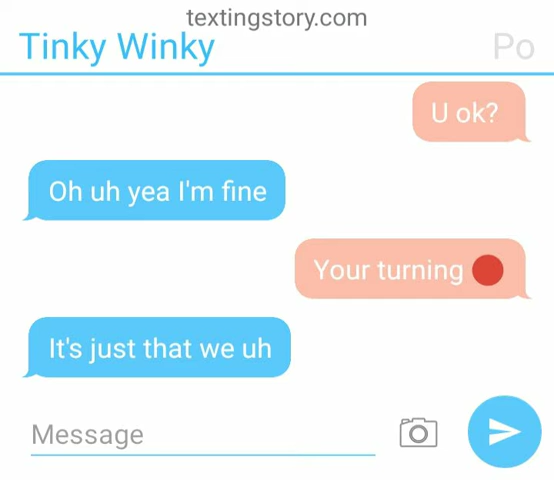 textingstory.com
Tinky Winky Po
U ok?
Oh uh yea I'm fine
Your turning 🔴
It's just that we uh
Message